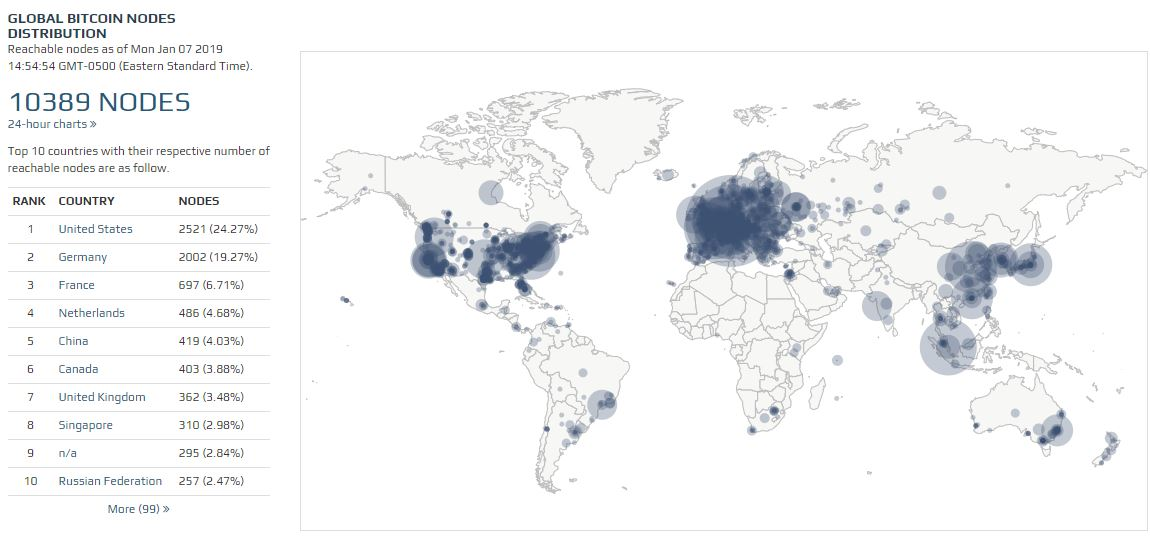 GLOBAL BITCOIN NODES
DISTRIBUTION
Reachable nodes as of Mon Jan 07 2019
14:54:54 GMT-0500 (Eastern Standard Time).
10389 NODES
24-hour charts »
Top 10 countries with their respective number of
reachable nodes are as follow.
RANK COUNTRY NODES
1 United States 2521 (24.27%)
2 Germany 2002 (19.27%)
3 France 697 (6.71%)
4 Netherlands 486 (4.68%)
5 China 419 (4.03%)
6 Canada 403 (3.88%)
7 United Kingdom 362 (3.48%)
8 Singapore 310 (2.98%)
9 n/a 295 (2.84%)
10 Russian Federation 257 (2.47%)
More (99) »